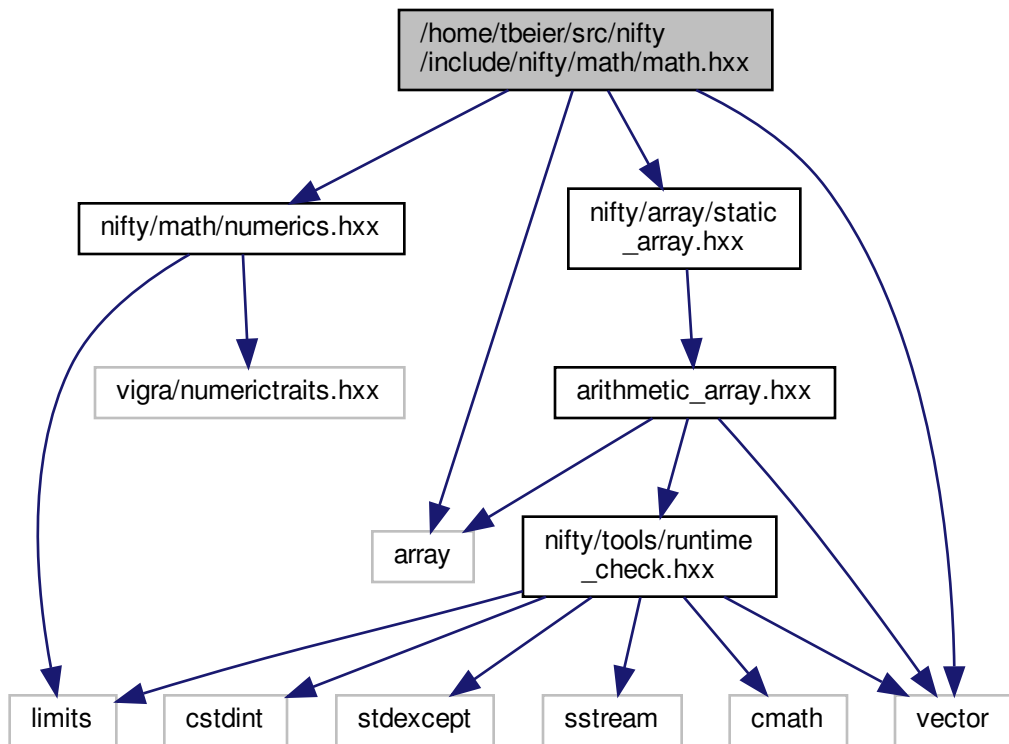 /home/tbeier/src/nifty
/include/nifty/math/math.hxx
nifty/math/numerics.hxx
nifty/array/static
_array.hxx
vigra/numerictraits.hxx
arithmetic_array.hxx
array
nifty/tools/runtime
_check.hxx
limits
cstdint
stdexcept
sstream
cmath
vector